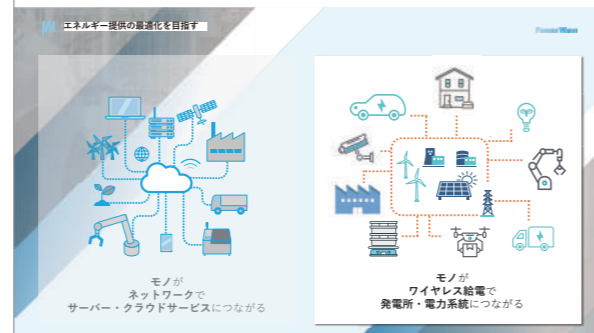 エネルギー提供の最適化を目指す
モノが
ネットワークで
サーバー・クラウドサービスにつながる
モノが
ワイヤレス給電で
発電所・電力系統につながる